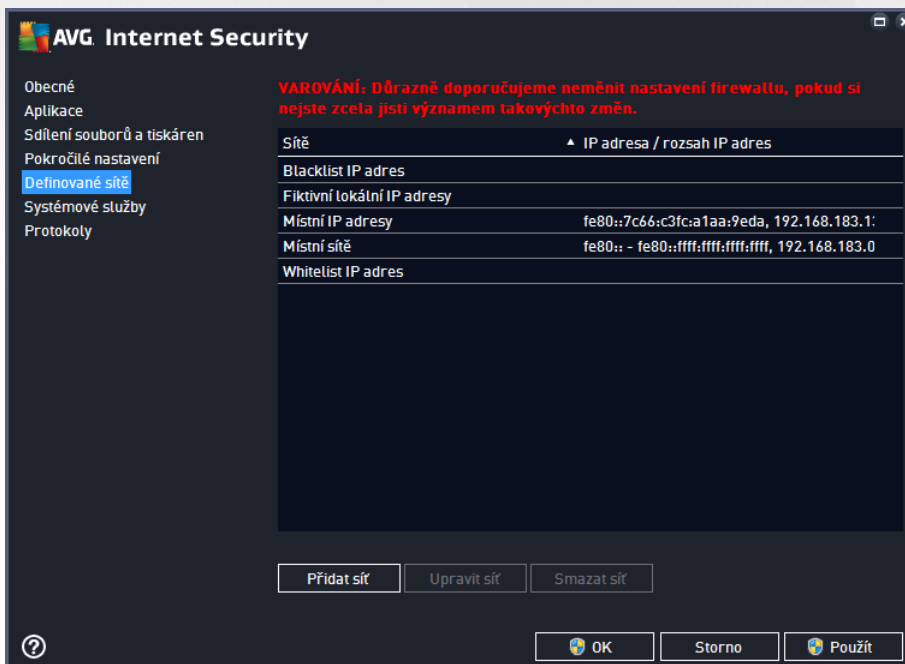 AVG. Internet Security
Obecné
Aplikace
Sdílení souborů a tiskáren
Pokročilé nastavení
Definované sítě
Systémové služby
Protokoly
VAROVÁNÍ: Důrazně doporučujeme neměnit nastavení firewallu, pokud si
nejste zcela jisti významem takovýchto změn.
Sítě ▲ IP adresa / rozsah IP adres
Blacklist IP adres
Fiktivní lokální IP adresy
Místní IP adresy fe80::7c66:c3fc:a1aa:9eda, 192.168.183.1
Místní sítě fe80:: - fe80::ffff:ffff:ffff:ffff, 192.168.183.0
Whitelist IP adres
Přidat síť Upravit síť Smazat síť
? OK Storno Použít